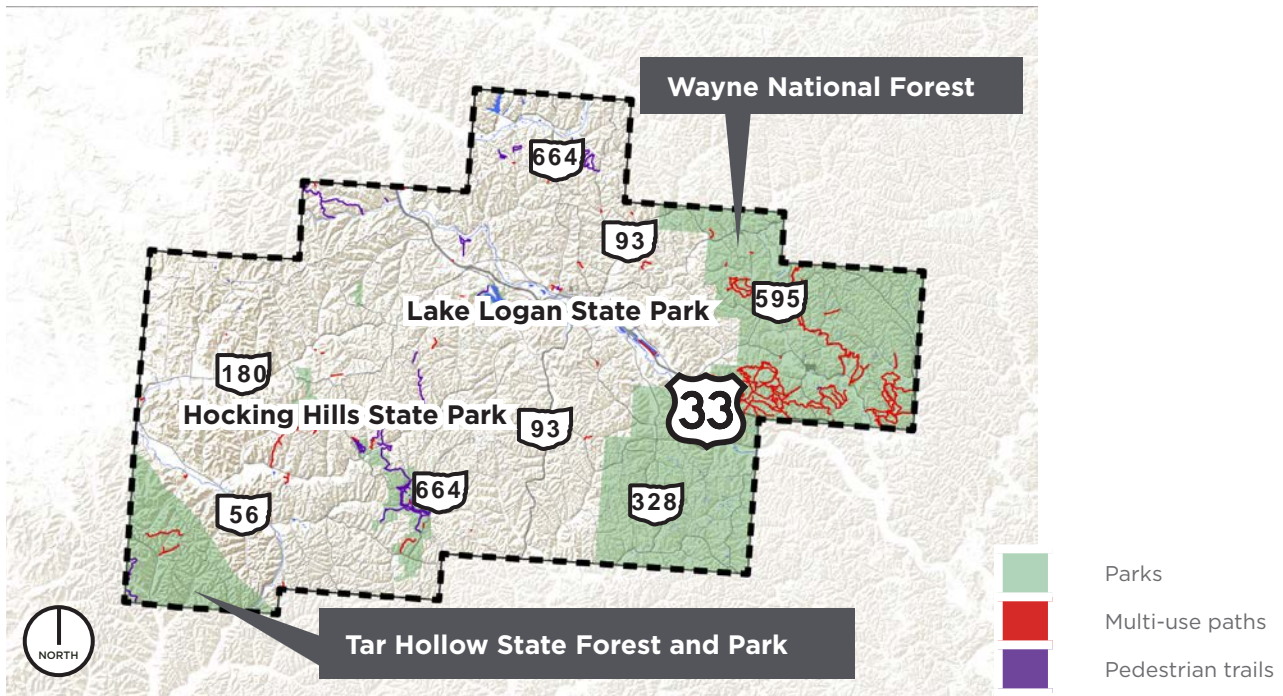 Wayne National Forest
664
93
595
Lake Logan State Park
180
33
Hocking Hills State Park
93
664
328
56
Parks
Multi-use paths
NORTH
Tar Hollow State Forest and Park
Pedestrian trails